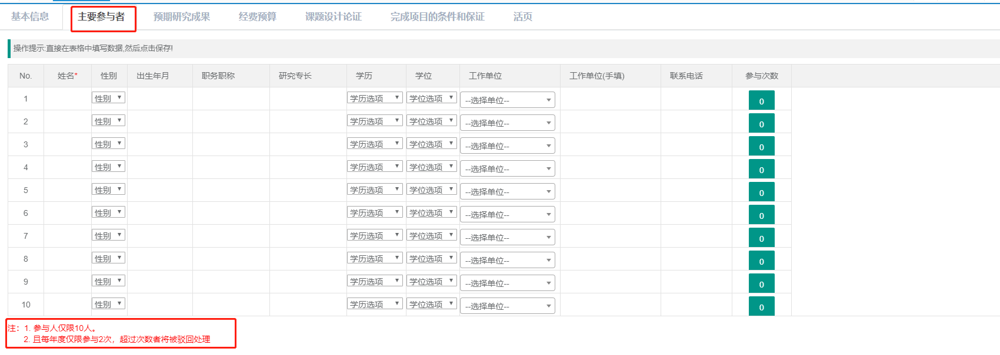 基本信息 主要参与者 预期研究成果 经费预算 课题设计论证 完成项目的条件和保证 活页
操作提示:直接在表格中填写数据,然后点击保存!
No. 姓名* 性别 出生年月 职务职称 研究专长 学历 学位 工作单位 工作单位(手填) 联系电话 参与次数
1 性别 学历选项 学位选项 --选择单位-- 0
2 性别 学历选项 学位选项 --选择单位-- 0
3 性别 学历选项 学位选项 --选择单位-- 0
4 性别 学历选项 学位选项 --选择单位-- 0
5 性别 学历选项 学位选项 --选择单位-- 0
6 性别 学历选项 学位选项 --选择单位-- 0
7 性别 学历选项 学位选项 --选择单位-- 0
8 性别 学历选项 学位选项 --选择单位-- 0
9 性别 学历选项 学位选项 --选择单位-- 0
10 性别 学历选项 学位选项 --选择单位-- 0
注：1. 参与人仅限10人。
2. 且每年度仅限参与2次，超过次数者将被驳回处理